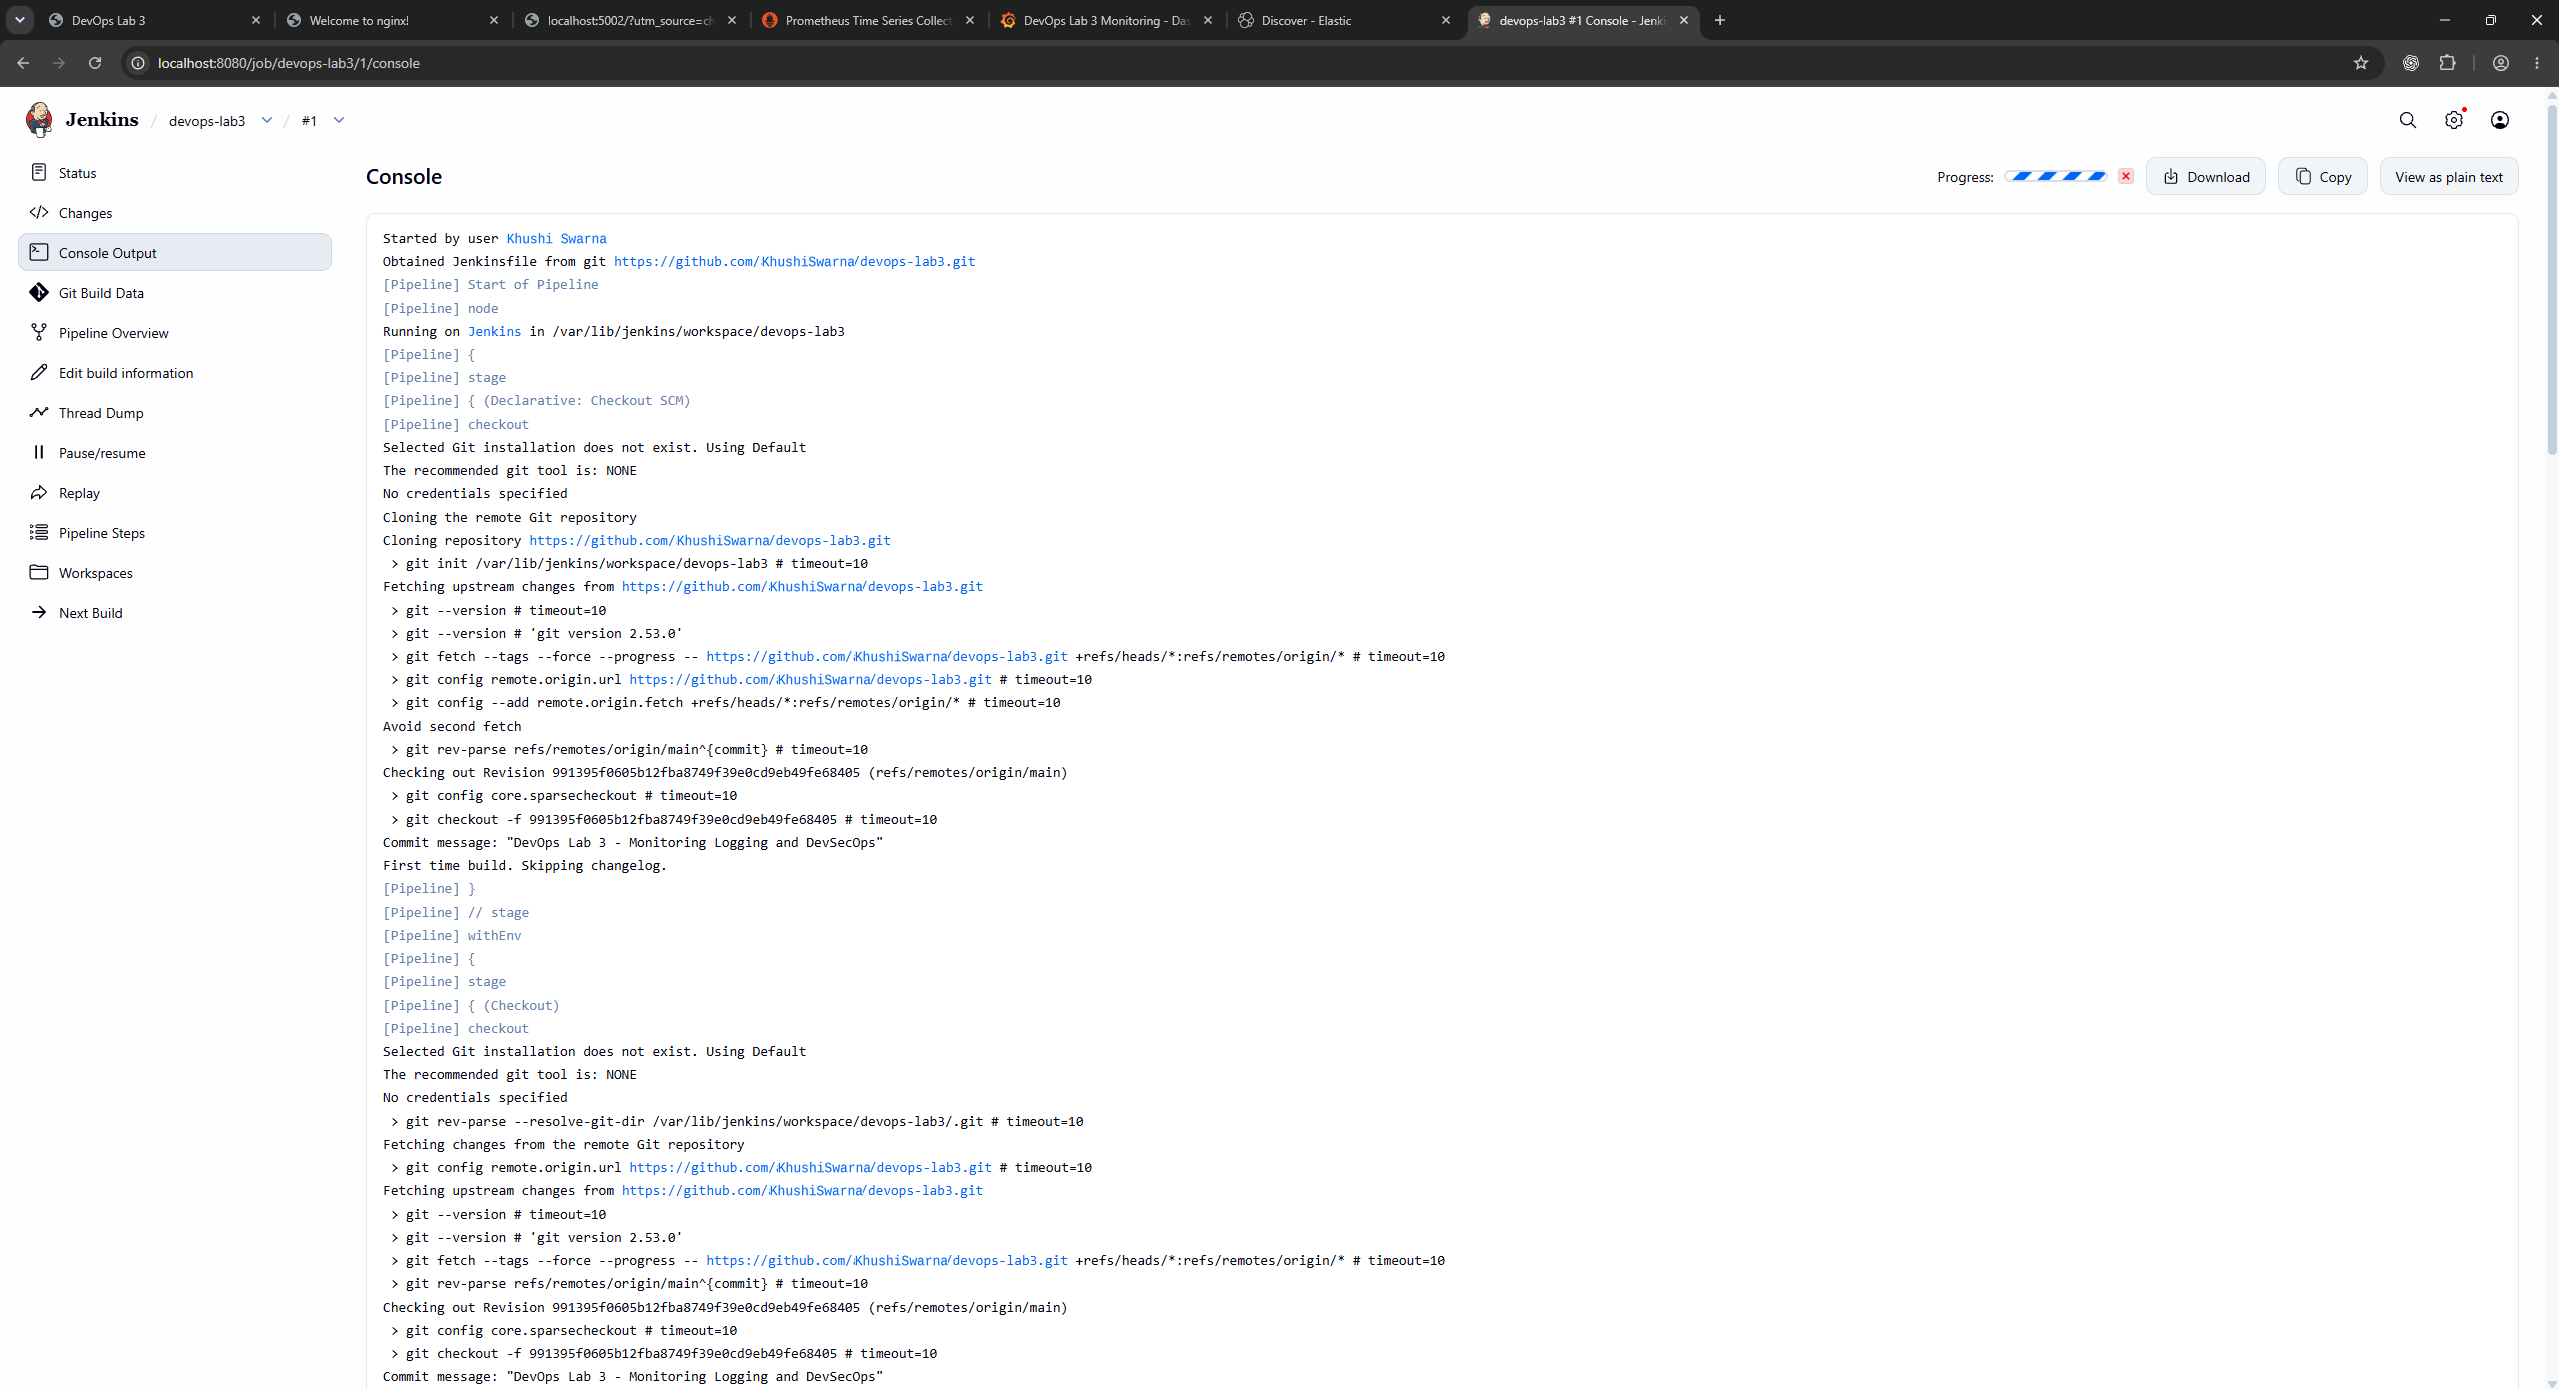 DevOps Lab 3
Welcome to nginx!
localhost:5002/?utm_source=ch
Prometheus Time Series Collect
DevOps Lab 3 Monitoring - Das
Discover - Elastic
devops-lab3 #1 Console - Jenki
localhost:8080/job/devops-lab3/1/console
Jenkins / devops-lab3 / #1
Status
Changes
Console Output
Git Build Data
Pipeline Overview
Edit build information
Thread Dump
Pause/resume
Replay
Pipeline Steps
Workspaces
Next Build
Console
Progress:
Download
Copy
View as plain text
Started by user Khushi Swarna
Obtained Jenkinsfile from git https://github.com/KhushiSwarna/devops-lab3.git
[Pipeline] Start of Pipeline
[Pipeline] node
Running on Jenkins in /var/lib/jenkins/workspace/devops-lab3
[Pipeline] {
[Pipeline] stage
[Pipeline] { (Declarative: Checkout SCM)
[Pipeline] checkout
Selected Git installation does not exist. Using Default
The recommended git tool is: NONE
No credentials specified
Cloning the remote Git repository
Cloning repository https://github.com/KhushiSwarna/devops-lab3.git
 > git init /var/lib/jenkins/workspace/devops-lab3 # timeout=10
Fetching upstream changes from https://github.com/KhushiSwarna/devops-lab3.git
 > git --version # timeout=10
 > git --version # 'git version 2.53.0'
 > git fetch --tags --force --progress -- https://github.com/KhushiSwarna/devops-lab3.git +refs/heads/*:refs/remotes/origin/* # timeout=10
 > git config remote.origin.url https://github.com/KhushiSwarna/devops-lab3.git # timeout=10
 > git config --add remote.origin.fetch +refs/heads/*:refs/remotes/origin/* # timeout=10
Avoid second fetch
 > git rev-parse refs/remotes/origin/main^{commit} # timeout=10
Checking out Revision 991395f0605b12fba8749f39e0cd9eb49fe68405 (refs/remotes/origin/main)
 > git config core.sparsecheckout # timeout=10
 > git checkout -f 991395f0605b12fba8749f39e0cd9eb49fe68405 # timeout=10
Commit message: "DevOps Lab 3 - Monitoring Logging and DevSecOps"
First time build. Skipping changelog.
[Pipeline] }
[Pipeline] // stage
[Pipeline] withEnv
[Pipeline] {
[Pipeline] stage
[Pipeline] { (Checkout)
[Pipeline] checkout
Selected Git installation does not exist. Using Default
The recommended git tool is: NONE
No credentials specified
 > git rev-parse --resolve-git-dir /var/lib/jenkins/workspace/devops-lab3/.git # timeout=10
Fetching changes from the remote Git repository
 > git config remote.origin.url https://github.com/KhushiSwarna/devops-lab3.git # timeout=10
Fetching upstream changes from https://github.com/KhushiSwarna/devops-lab3.git
 > git --version # timeout=10
 > git --version # 'git version 2.53.0'
 > git fetch --tags --force --progress -- https://github.com/KhushiSwarna/devops-lab3.git +refs/heads/*:refs/remotes/origin/* # timeout=10
 > git rev-parse refs/remotes/origin/main^{commit} # timeout=10
Checking out Revision 991395f0605b12fba8749f39e0cd9eb49fe68405 (refs/remotes/origin/main)
 > git config core.sparsecheckout # timeout=10
 > git checkout -f 991395f0605b12fba8749f39e0cd9eb49fe68405 # timeout=10
Commit message: "DevOps Lab 3 - Monitoring Logging and DevSecOps"